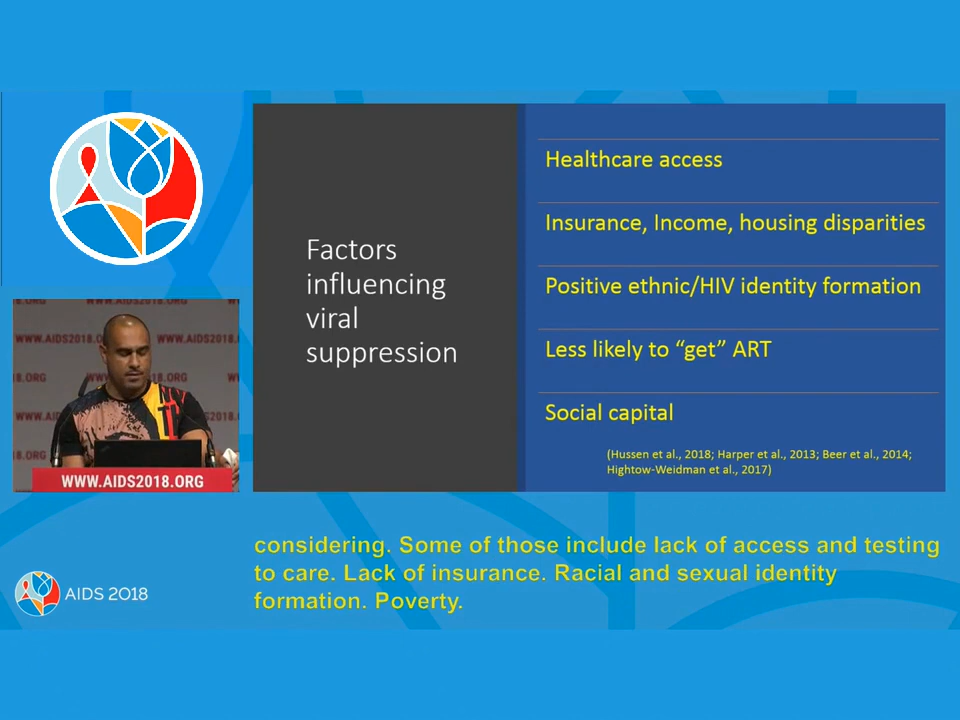 Factors
influencing
viral
suppression
Healthcare access
Insurance, Income, housing disparities
Positive ethnic/HIV identity formation
Less likely to “get” ART
Social capital
(Hussen et al., 2018; Harper et al., 2013; Beer et al., 2014;
Hightow-Weidman et al., 2017)
WWW.AIDS2018.ORG
AIDS 2018
considering. Some of those include lack of access and testing
to care. Lack of insurance. Racial and sexual identity
formation. Poverty.